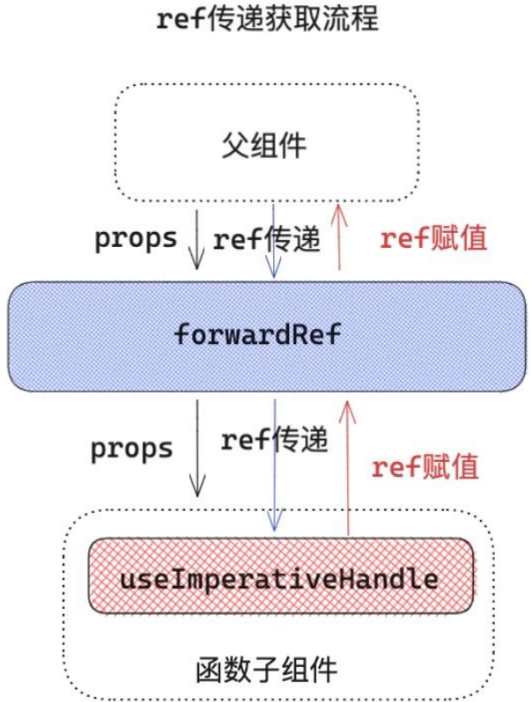 ref传递获取流程
父组件
props ref传递 ref赋值
forwardRef
props ref传递 ref赋值
useImperativeHandle
函数子组件